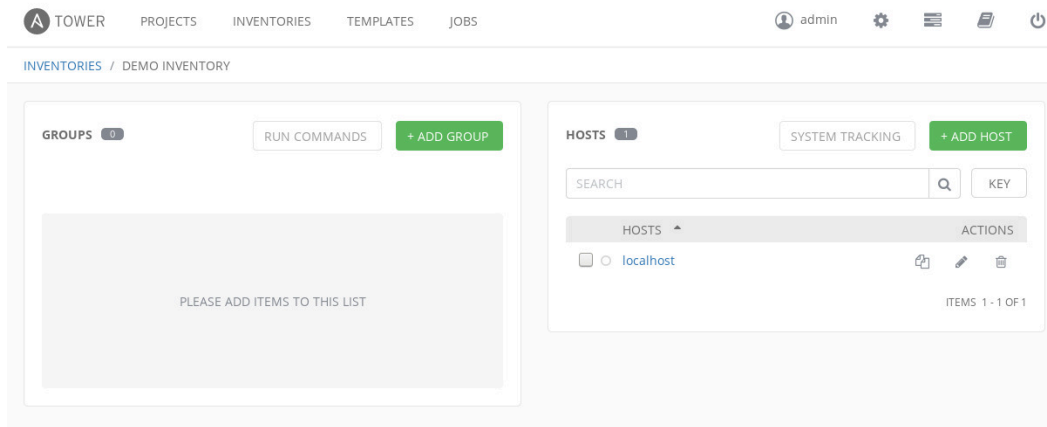 A TOWER PROJECTS INVENTORIES TEMPLATES JOBS admin
INVENTORIES / DEMO INVENTORY
GROUPS 0 RUN COMMANDS + ADD GROUP
PLEASE ADD ITEMS TO THIS LIST
HOSTS 1 SYSTEM TRACKING + ADD HOST
SEARCH KEY
HOSTS ACTIONS
localhost
ITEMS 1 - 1 OF 1